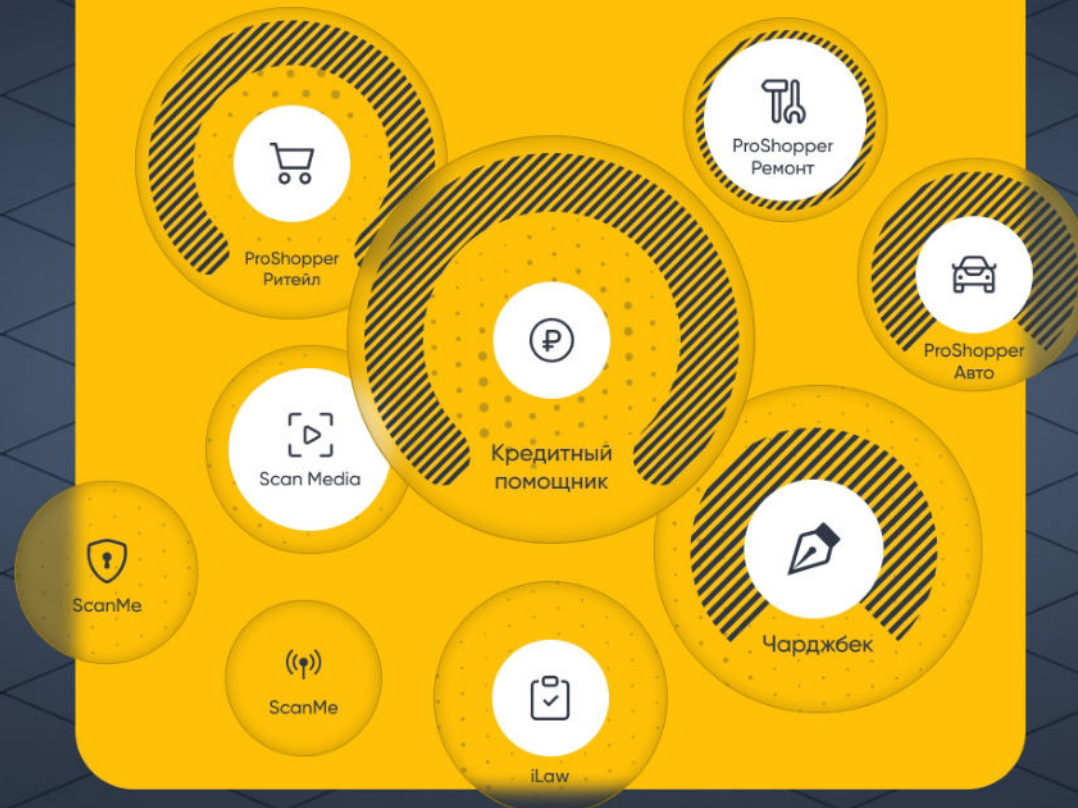 ProShopper
Ремонт
ProShopper
Ритейл
ProShopper
Авто
Кредитный
помощник
Scan Media
ScanMe
Чарджбек
ScanMe
iLaw